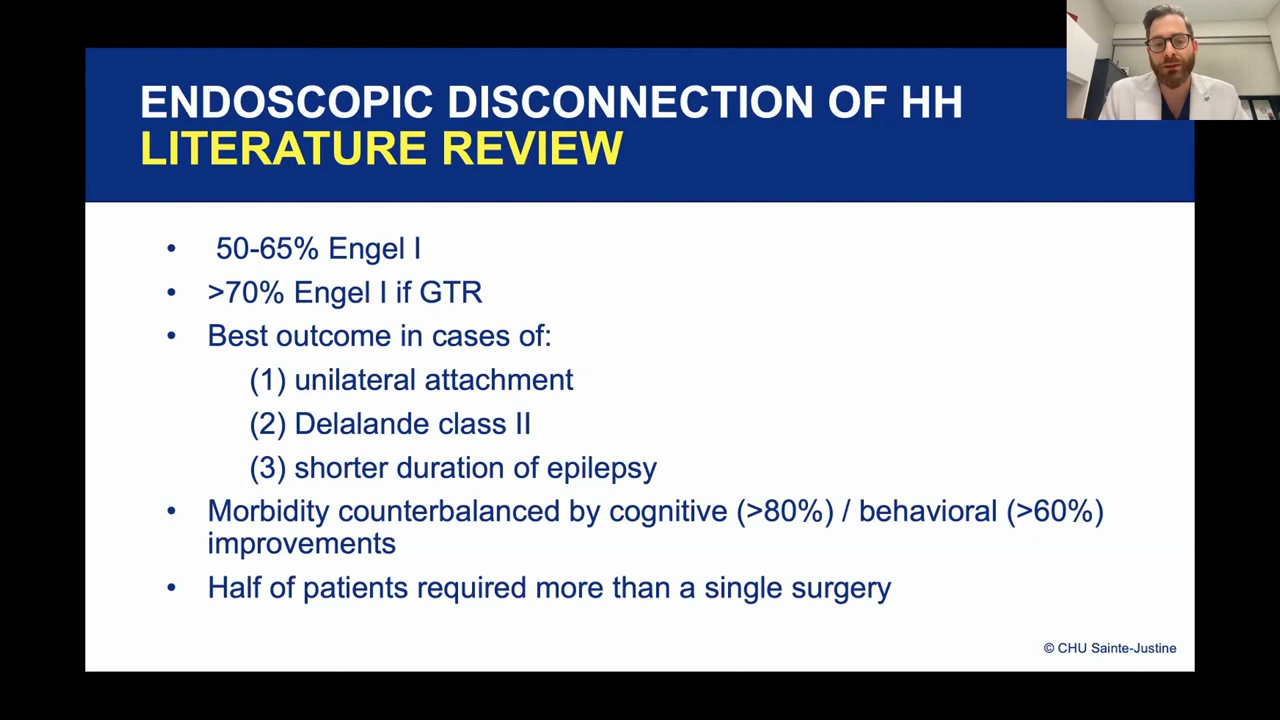 ENDOSCOPIC DISCONNECTION OF HH
LITERATURE REVIEW
• 50-65% Engel I
• >70% Engel I if GTR
• Best outcome in cases of:
(1) unilateral attachment
(2) Delalande class II
(3) shorter duration of epilepsy
• Morbidity counterbalanced by cognitive (>80%) / behavioral (>60%)
improvements
• Half of patients required more than a single surgery
© CHU Sainte-Justine